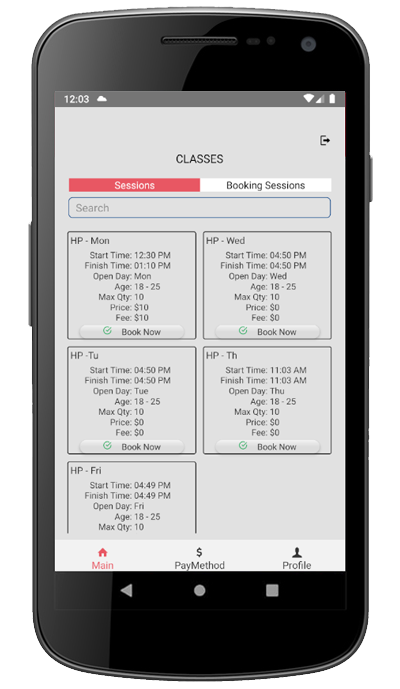 12:03
CLASSES
Sessions
Booking Sessions
Search
HP - Mon
Start Time: 12:30 PM
Finish Time: 01:10 PM
Open Day: Mon
Age: 18 - 25
Max Qty: 10
Price: $10
Fee: $10
Book Now
HP - Wed
Start Time: 04:50 PM
Finish Time: 04:50 PM
Open Day: Wed
Age: 18 - 25
Max Qty: 10
Price: $0
Fee: $0
Book Now
HP -Tu
Start Time: 04:50 PM
Finish Time: 04:50 PM
Open Day: Tue
Age: 18 - 25
Max Qty: 10
Price: $0
Fee: $0
Book Now
HP - Th
Start Time: 11:03 AM
Finish Time: 11:03 AM
Open Day: Thu
Age: 18 - 25
Max Qty: 10
Price: $0
Fee: $0
Book Now
HP - Fri
Start Time: 04:49 PM
Finish Time: 04:49 PM
Open Day: Fri
Age: 18 - 25
Max Qty: 10
Main
PayMethod
Profile